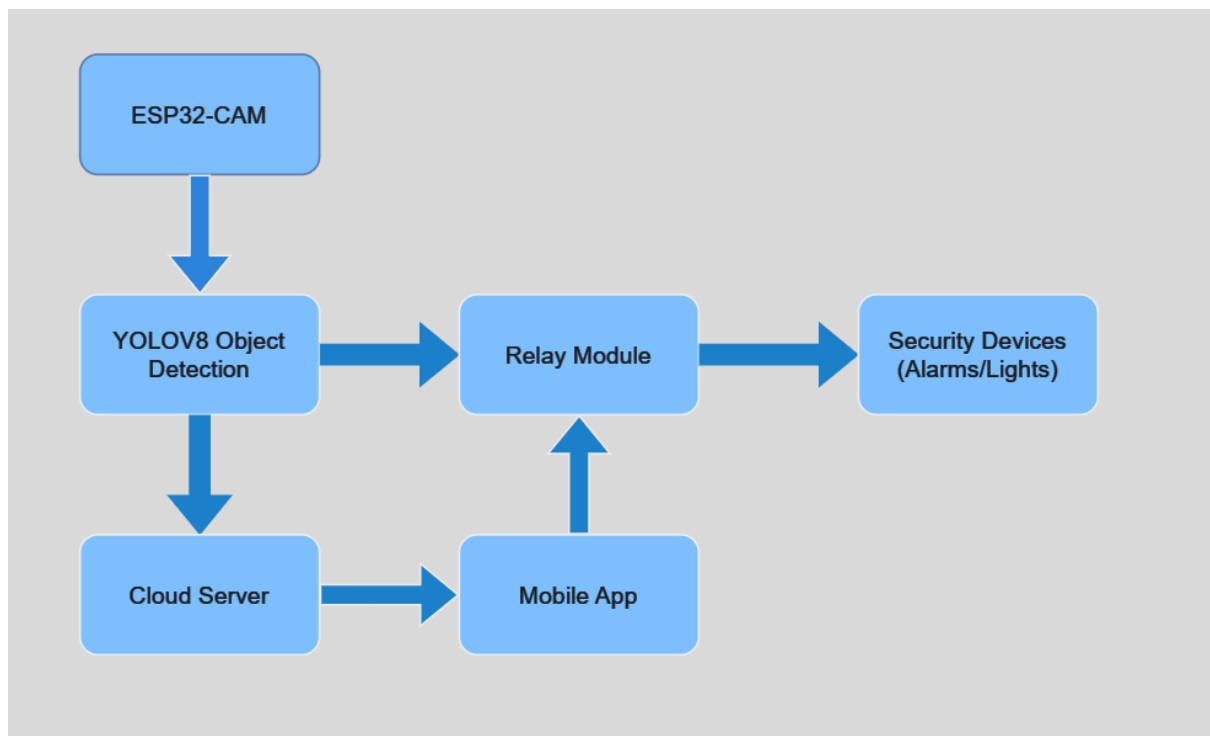 ESP32-CAM
YOLOV8 Object
Detection
Relay Module
Security Devices
(Alarms/Lights)
Cloud Server
Mobile App